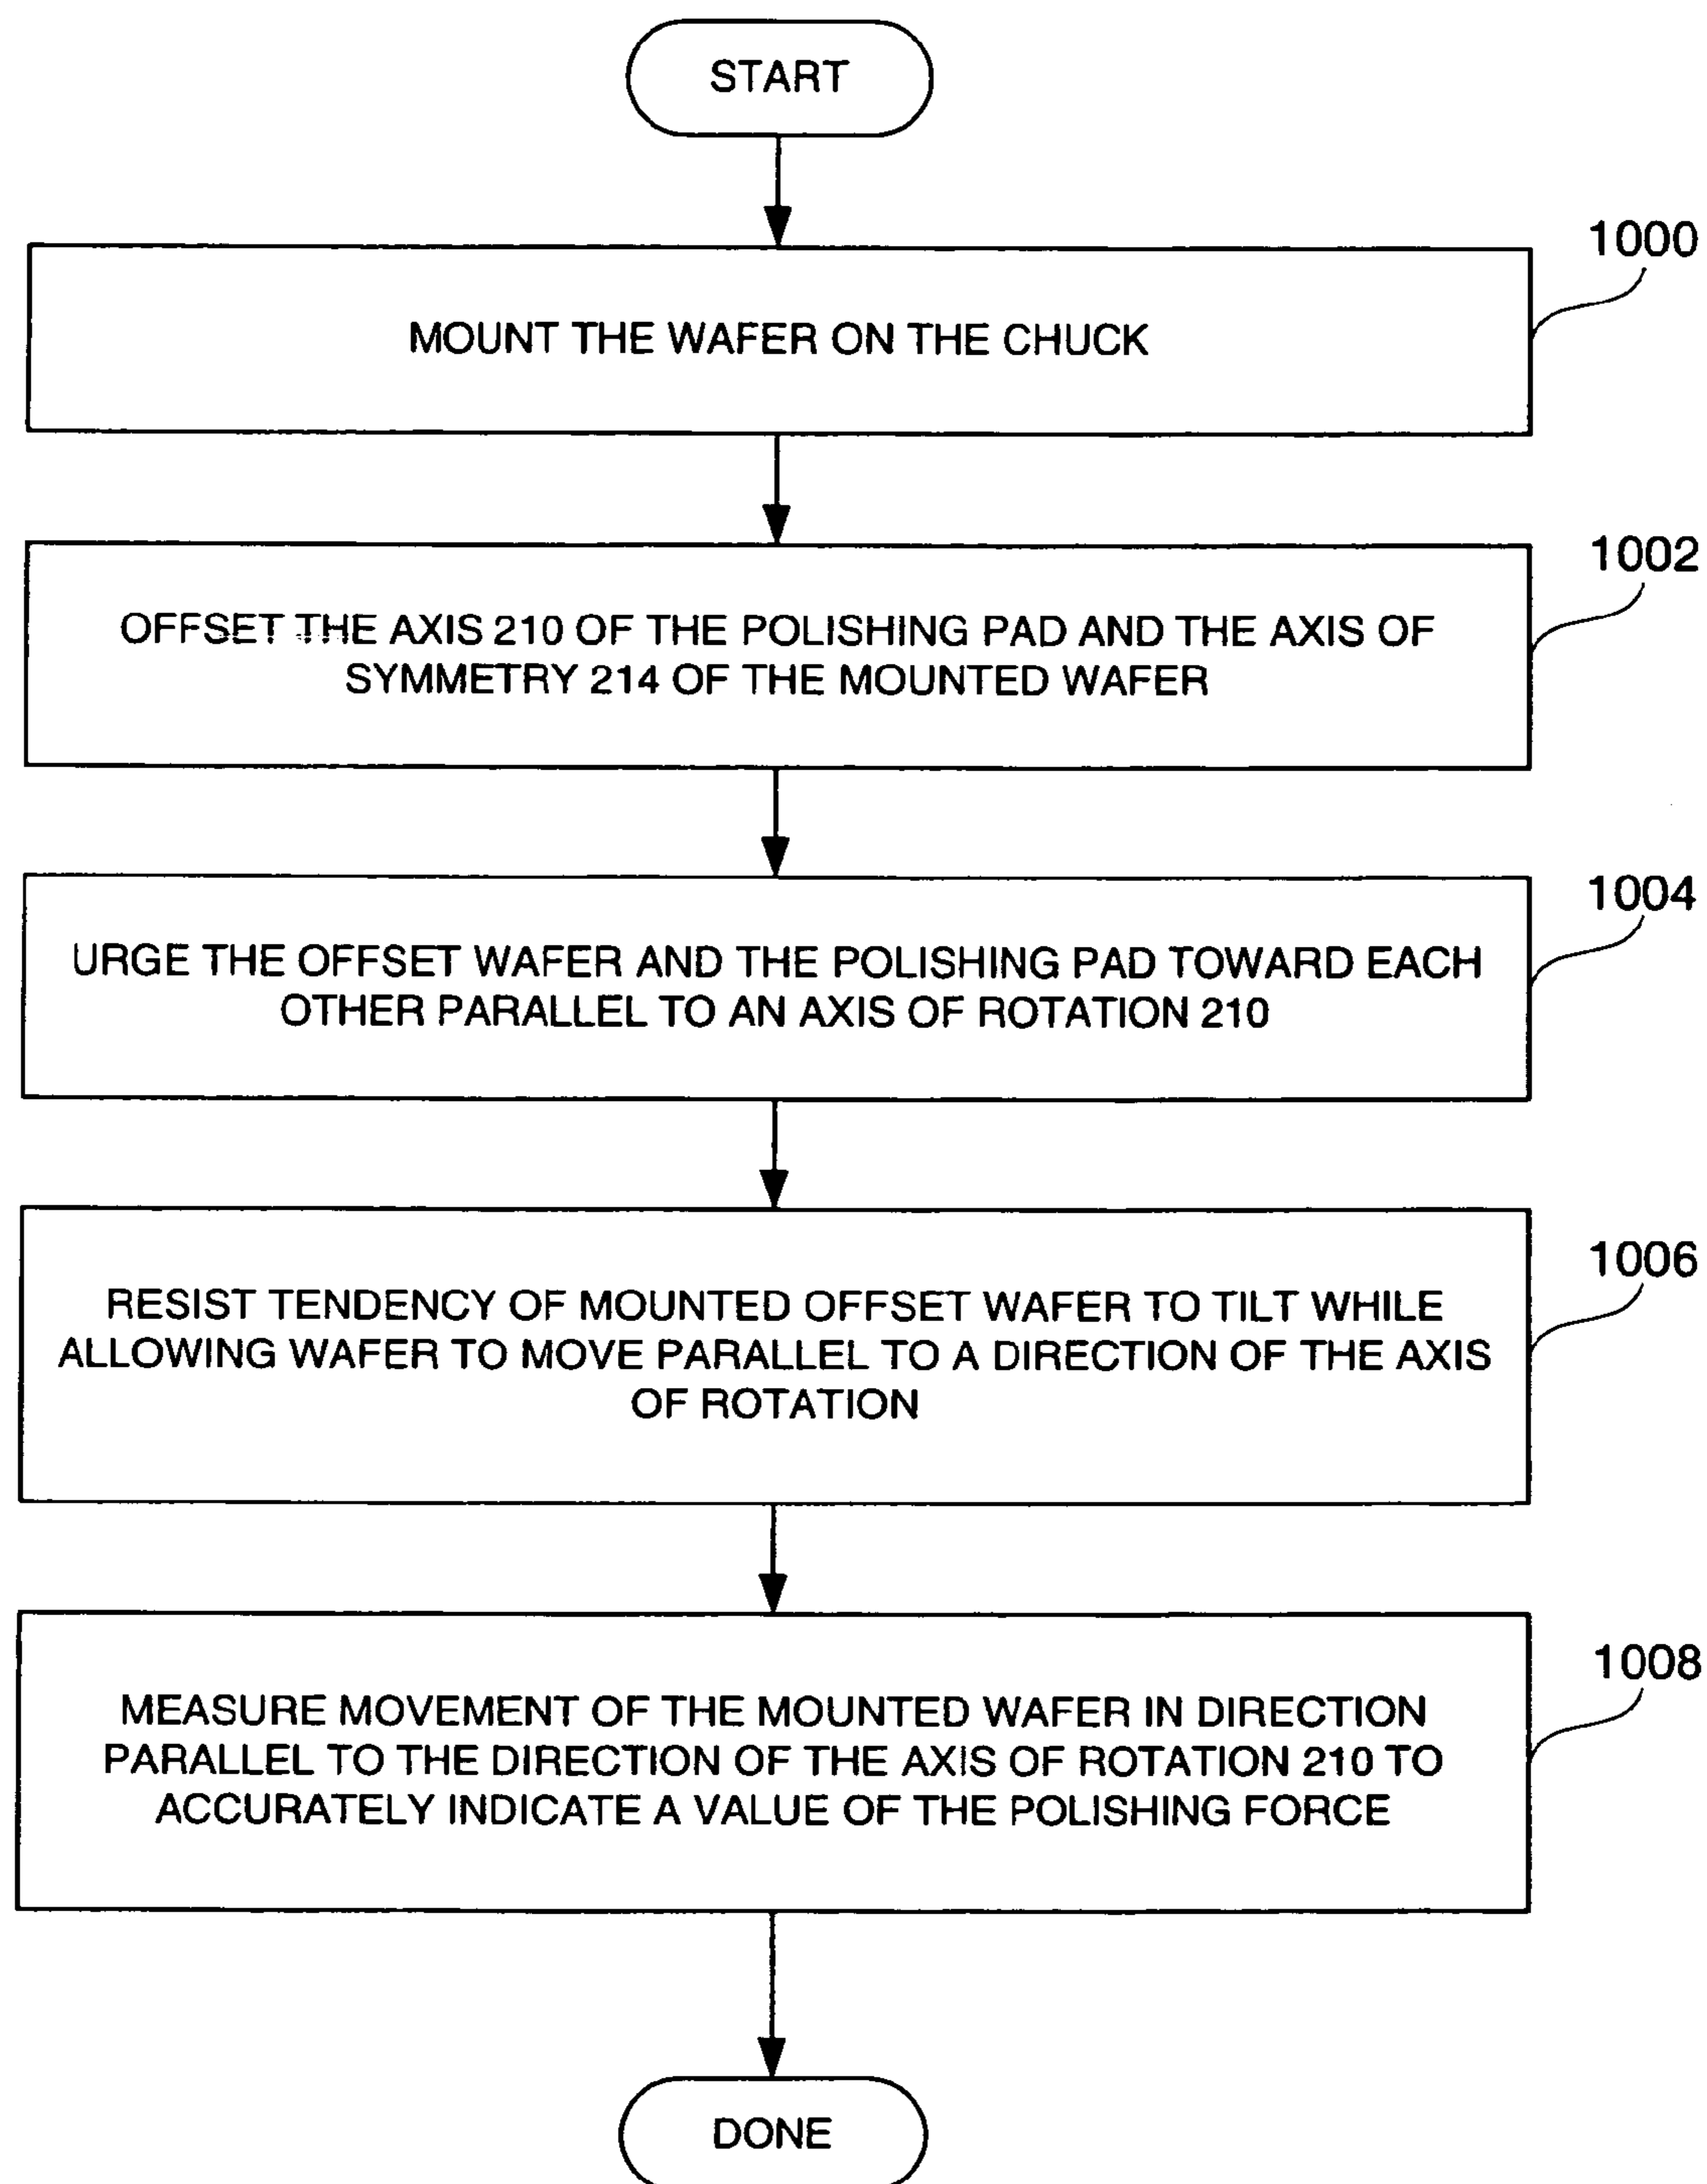 START
1000
MOUNT THE WAFER ON THE CHUCK
1002
OFFSET THE AXIS 210 OF THE POLISHING PAD AND THE AXIS OF
SYMMETRY 214 OF THE MOUNTED WAFER
1004
URGE THE OFFSET WAFER AND THE POLISHING PAD TOWARD EACH
OTHER PARALLEL TO AN AXIS OF ROTATION 210
1006
RESIST TENDENCY OF MOUNTED OFFSET WAFER TO TILT WHILE
ALLOWING WAFER TO MOVE PARALLEL TO A DIRECTION OF THE AXIS
OF ROTATION
1008
MEASURE MOVEMENT OF THE MOUNTED WAFER IN DIRECTION
PARALLEL TO THE DIRECTION OF THE AXIS OF ROTATION 210 TO
ACCURATELY INDICATE A VALUE OF THE POLISHING FORCE
DONE